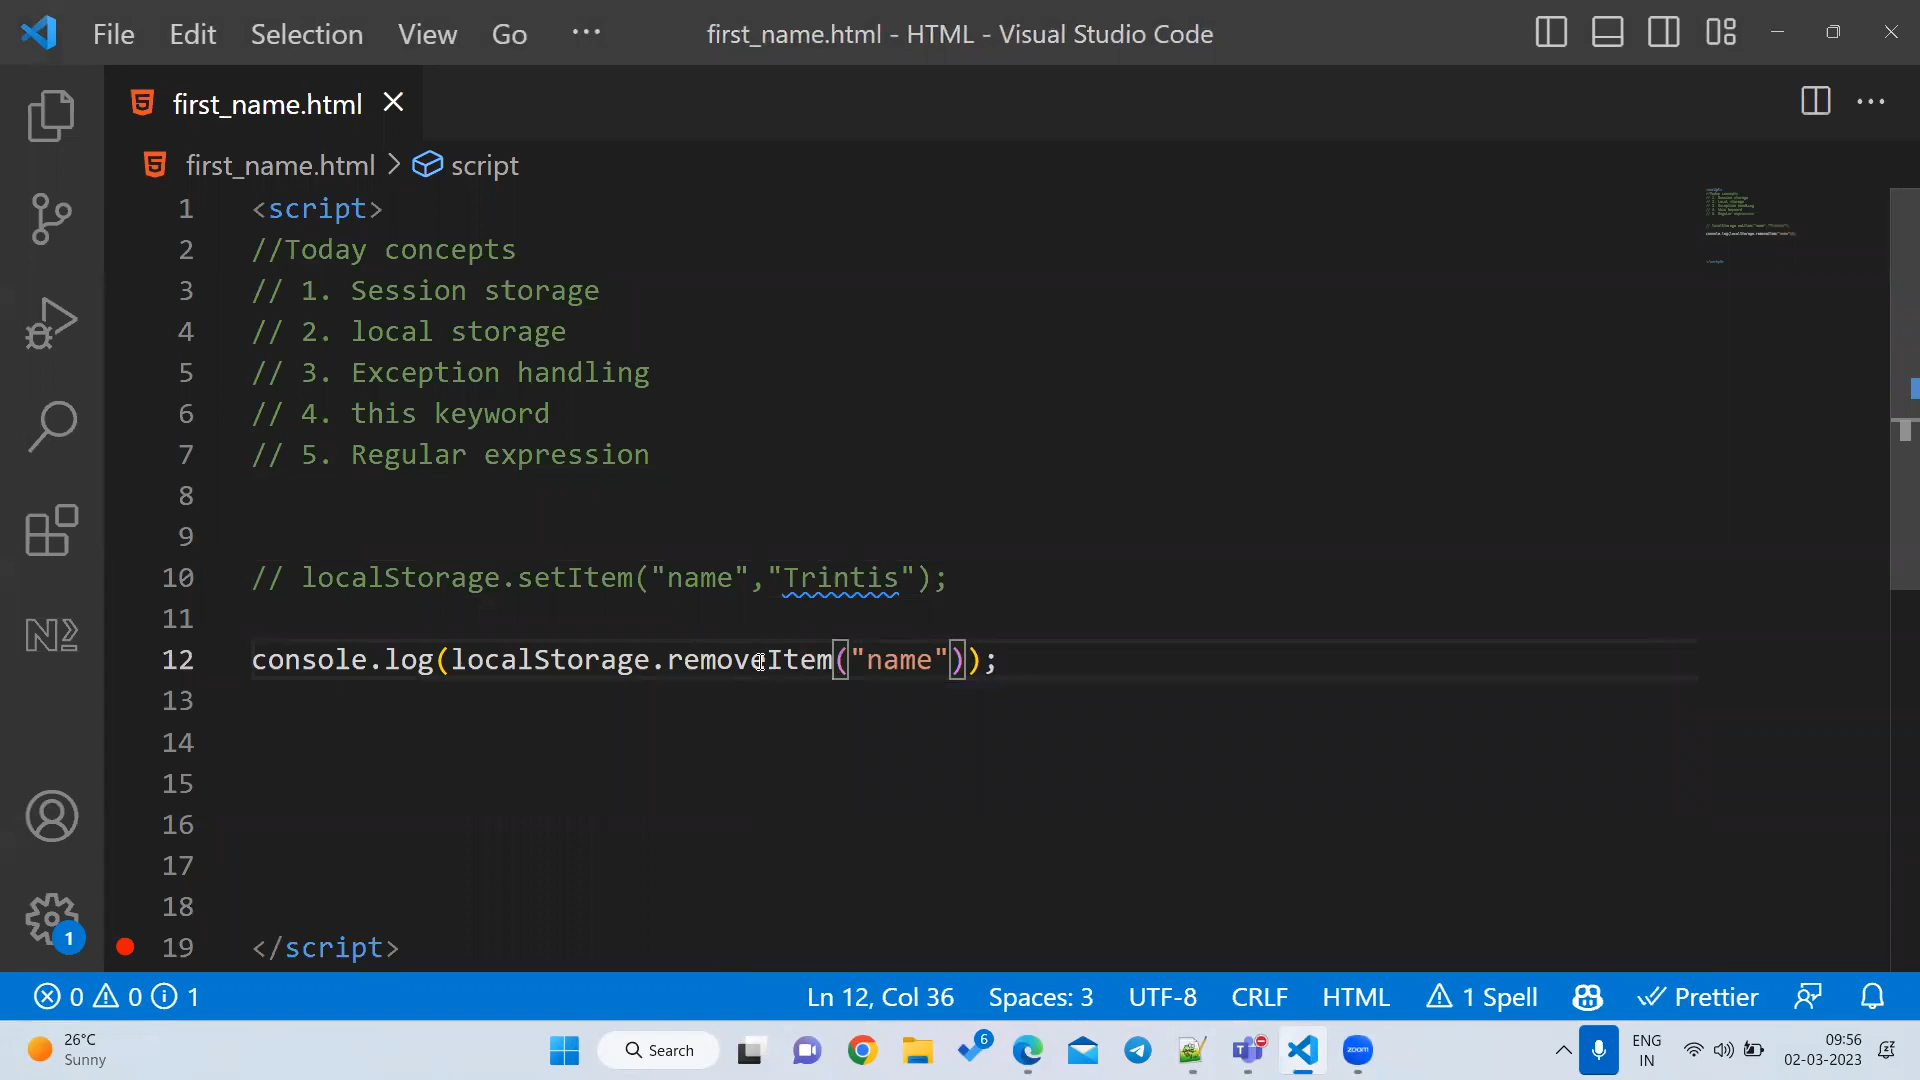 File Edit Selection View Go ··· first_name.html - HTML - Visual Studio Code
first_name.html
first_name.html > script
1 <script>
2 //Today concepts
3 // 1. Session storage
4 // 2. local storage
5 // 3. Exception handling
6 // 4. this keyword
7 // 5. Regular expression
8
9
10 // localStorage.setItem("name","Trintis");
11
12 console.log(localStorage.removeItem("name"));
13
14
15
16
17
18
19 </script>
1
0 0 1 Ln 12, Col 36 Spaces: 3 UTF-8 CRLF HTML 1 Spell Prettier
26°C
Sunny
Search
6
zoom
ENG
IN
09:56
02-03-2023